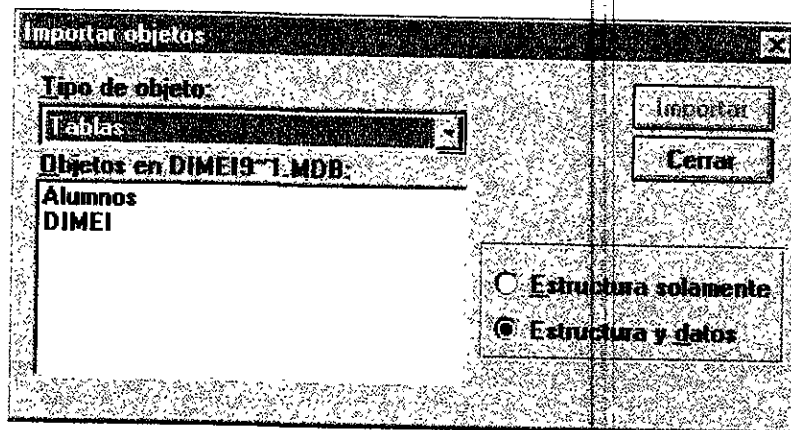 Importar objetos
Tipo de objeto:
Tablas
Importar
Cerrar
Objetos en DIMEI9~1.MDB:
Alumnos
DIMEI
Estructura solamente
Estructura y datos